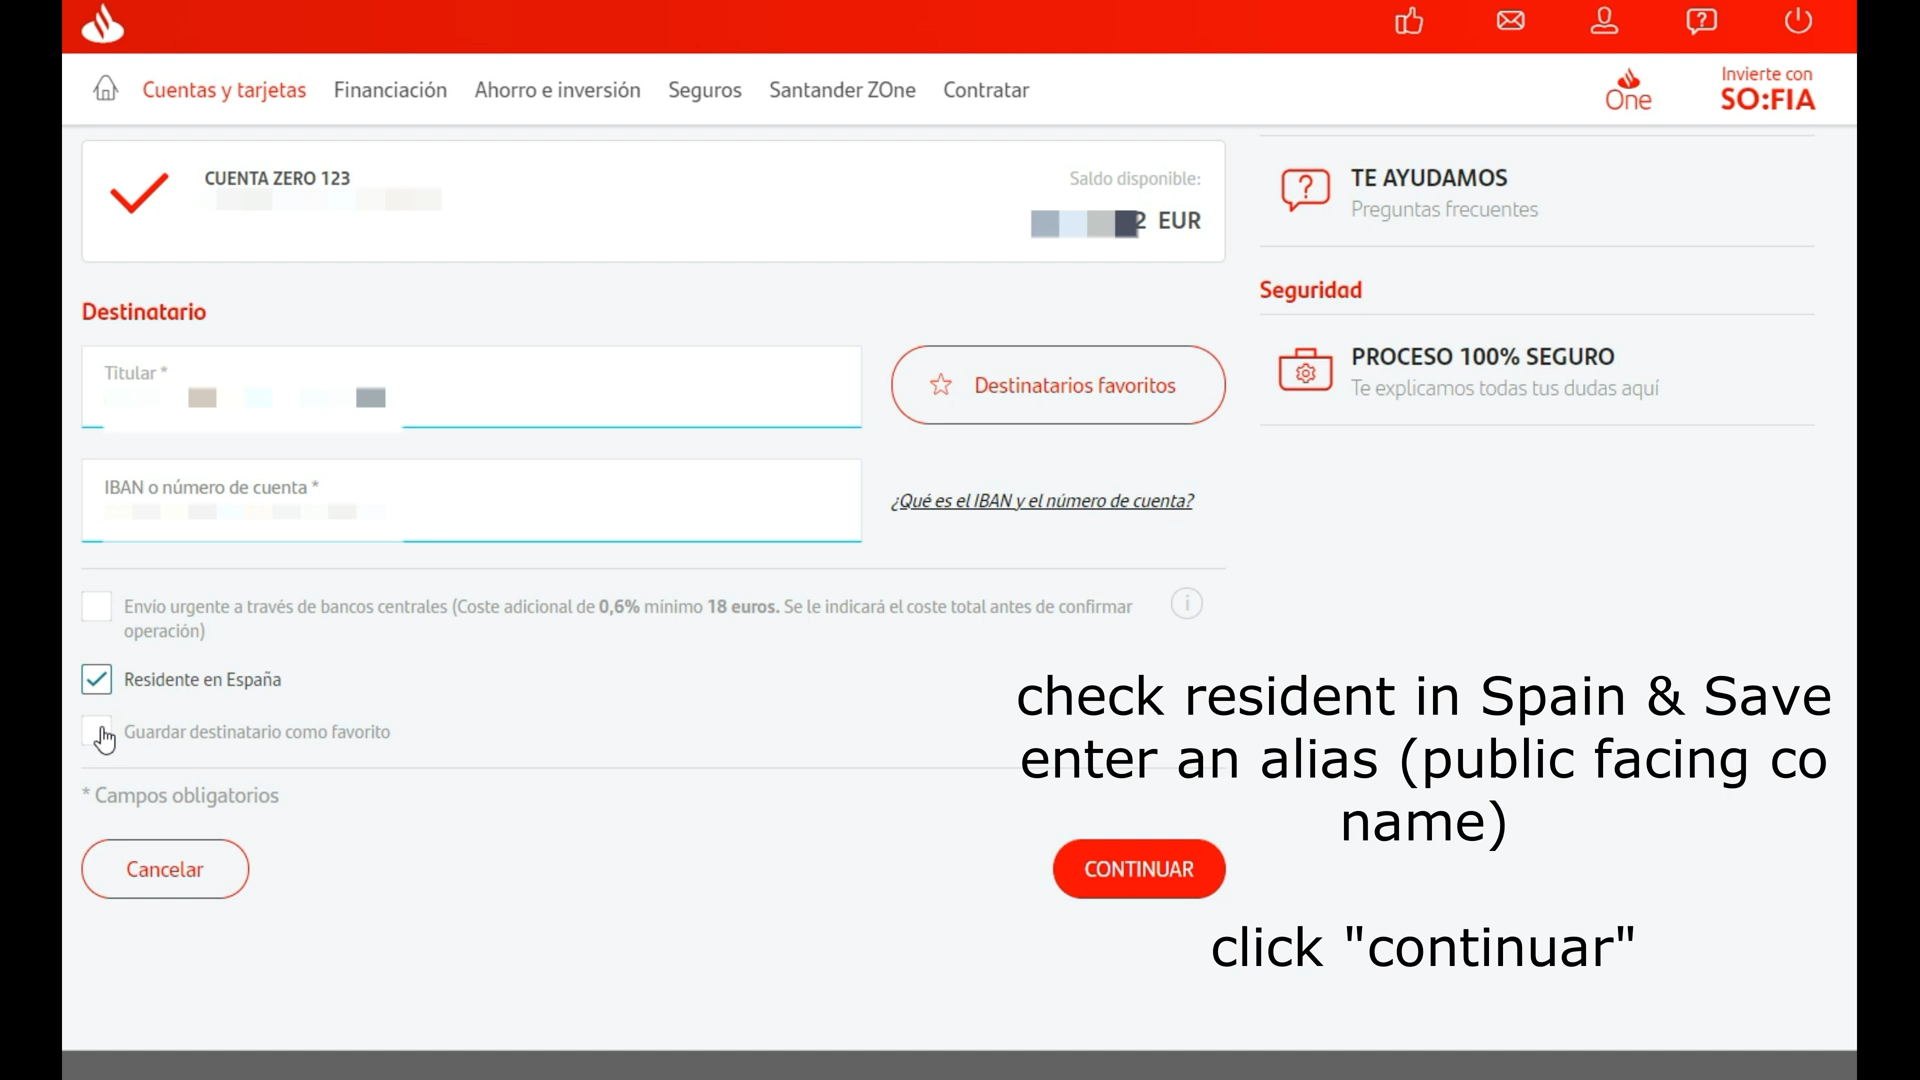 Cuentas y tarjetas Financiación Ahorro e inversión Seguros Santander ZOne Contratar
One
Invierte con
SO:FIA
CUENTA ZERO 123
Saldo disponible:
2 EUR
TE AYUDAMOS
Preguntas frecuentes
Seguridad
PROCESO 100% SEGURO
Te explicamos todas tus dudas aquí
Destinatario
Titular *
Destinatarios favoritos
IBAN o número de cuenta *
¿Qué es el IBAN y el número de cuenta?
Envío urgente a través de bancos centrales (Coste adicional de 0,6% mínimo 18 euros. Se le indicará el coste total antes de confirmar
operación)
Residente en España
Guardar destinatario como favorito
* Campos obligatorios
Cancelar
CONTINUAR
check resident in Spain & Save
enter an alias (public facing co
name)
click "continuar"